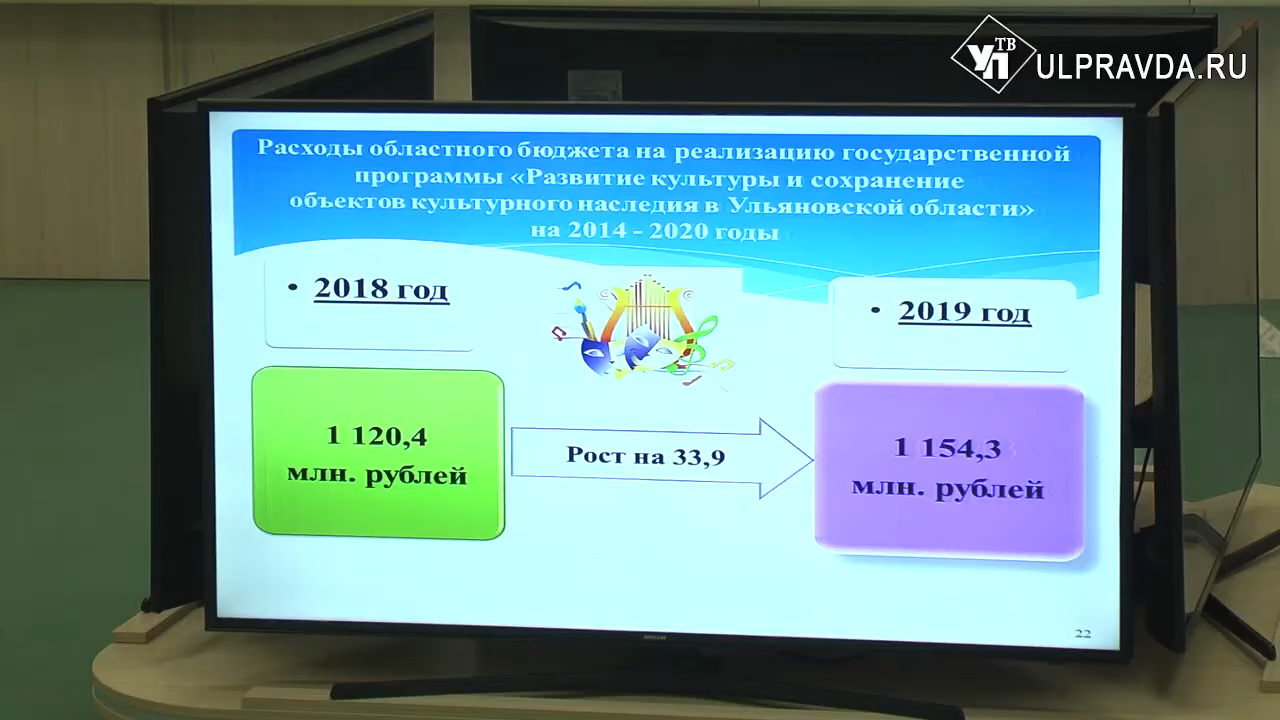 УП ТВ ULPRAVDA.RU
Расходы областного бюджета на реализацию государственной
программы «Развитие культуры и сохранение
объектов культурного наследия в Ульяновской области»
на 2014 - 2020 годы
• 2018 год
• 2019 год
1 120,4
млн. рублей
Рост на 33,9
1 154,3
млн. рублей
22